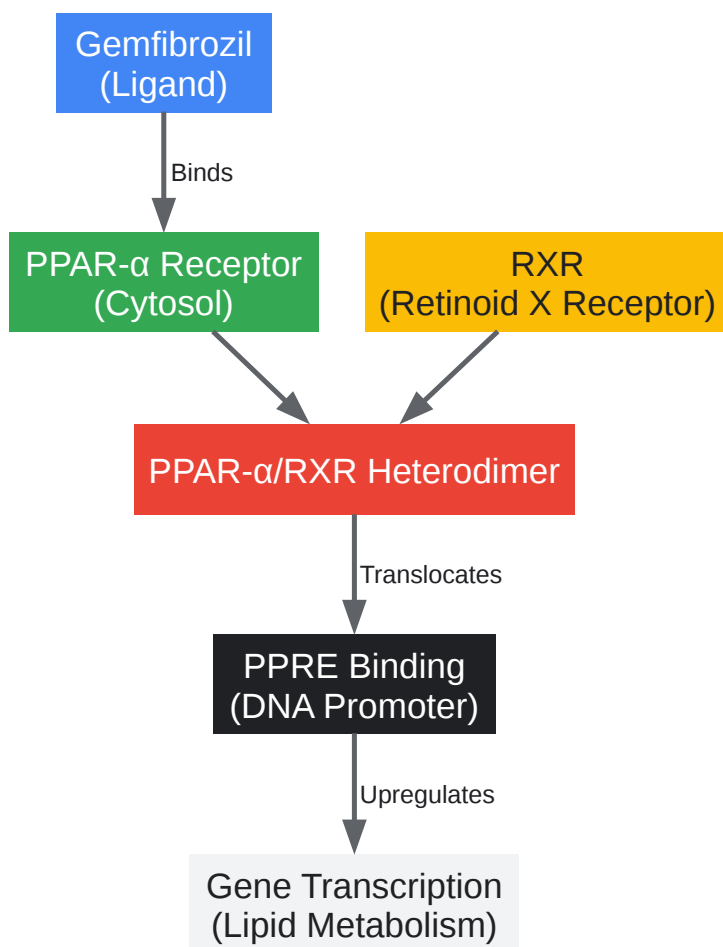 Gemfibrozil
(Ligand)
Binds
PPAR-α Receptor
(Cytosol)
RXR
(Retinoid X Receptor)
PPAR-α/RXR Heterodimer
Translocates
PPRE Binding
(DNA Promoter)
Upregulates
Gene Transcription
(Lipid Metabolism)